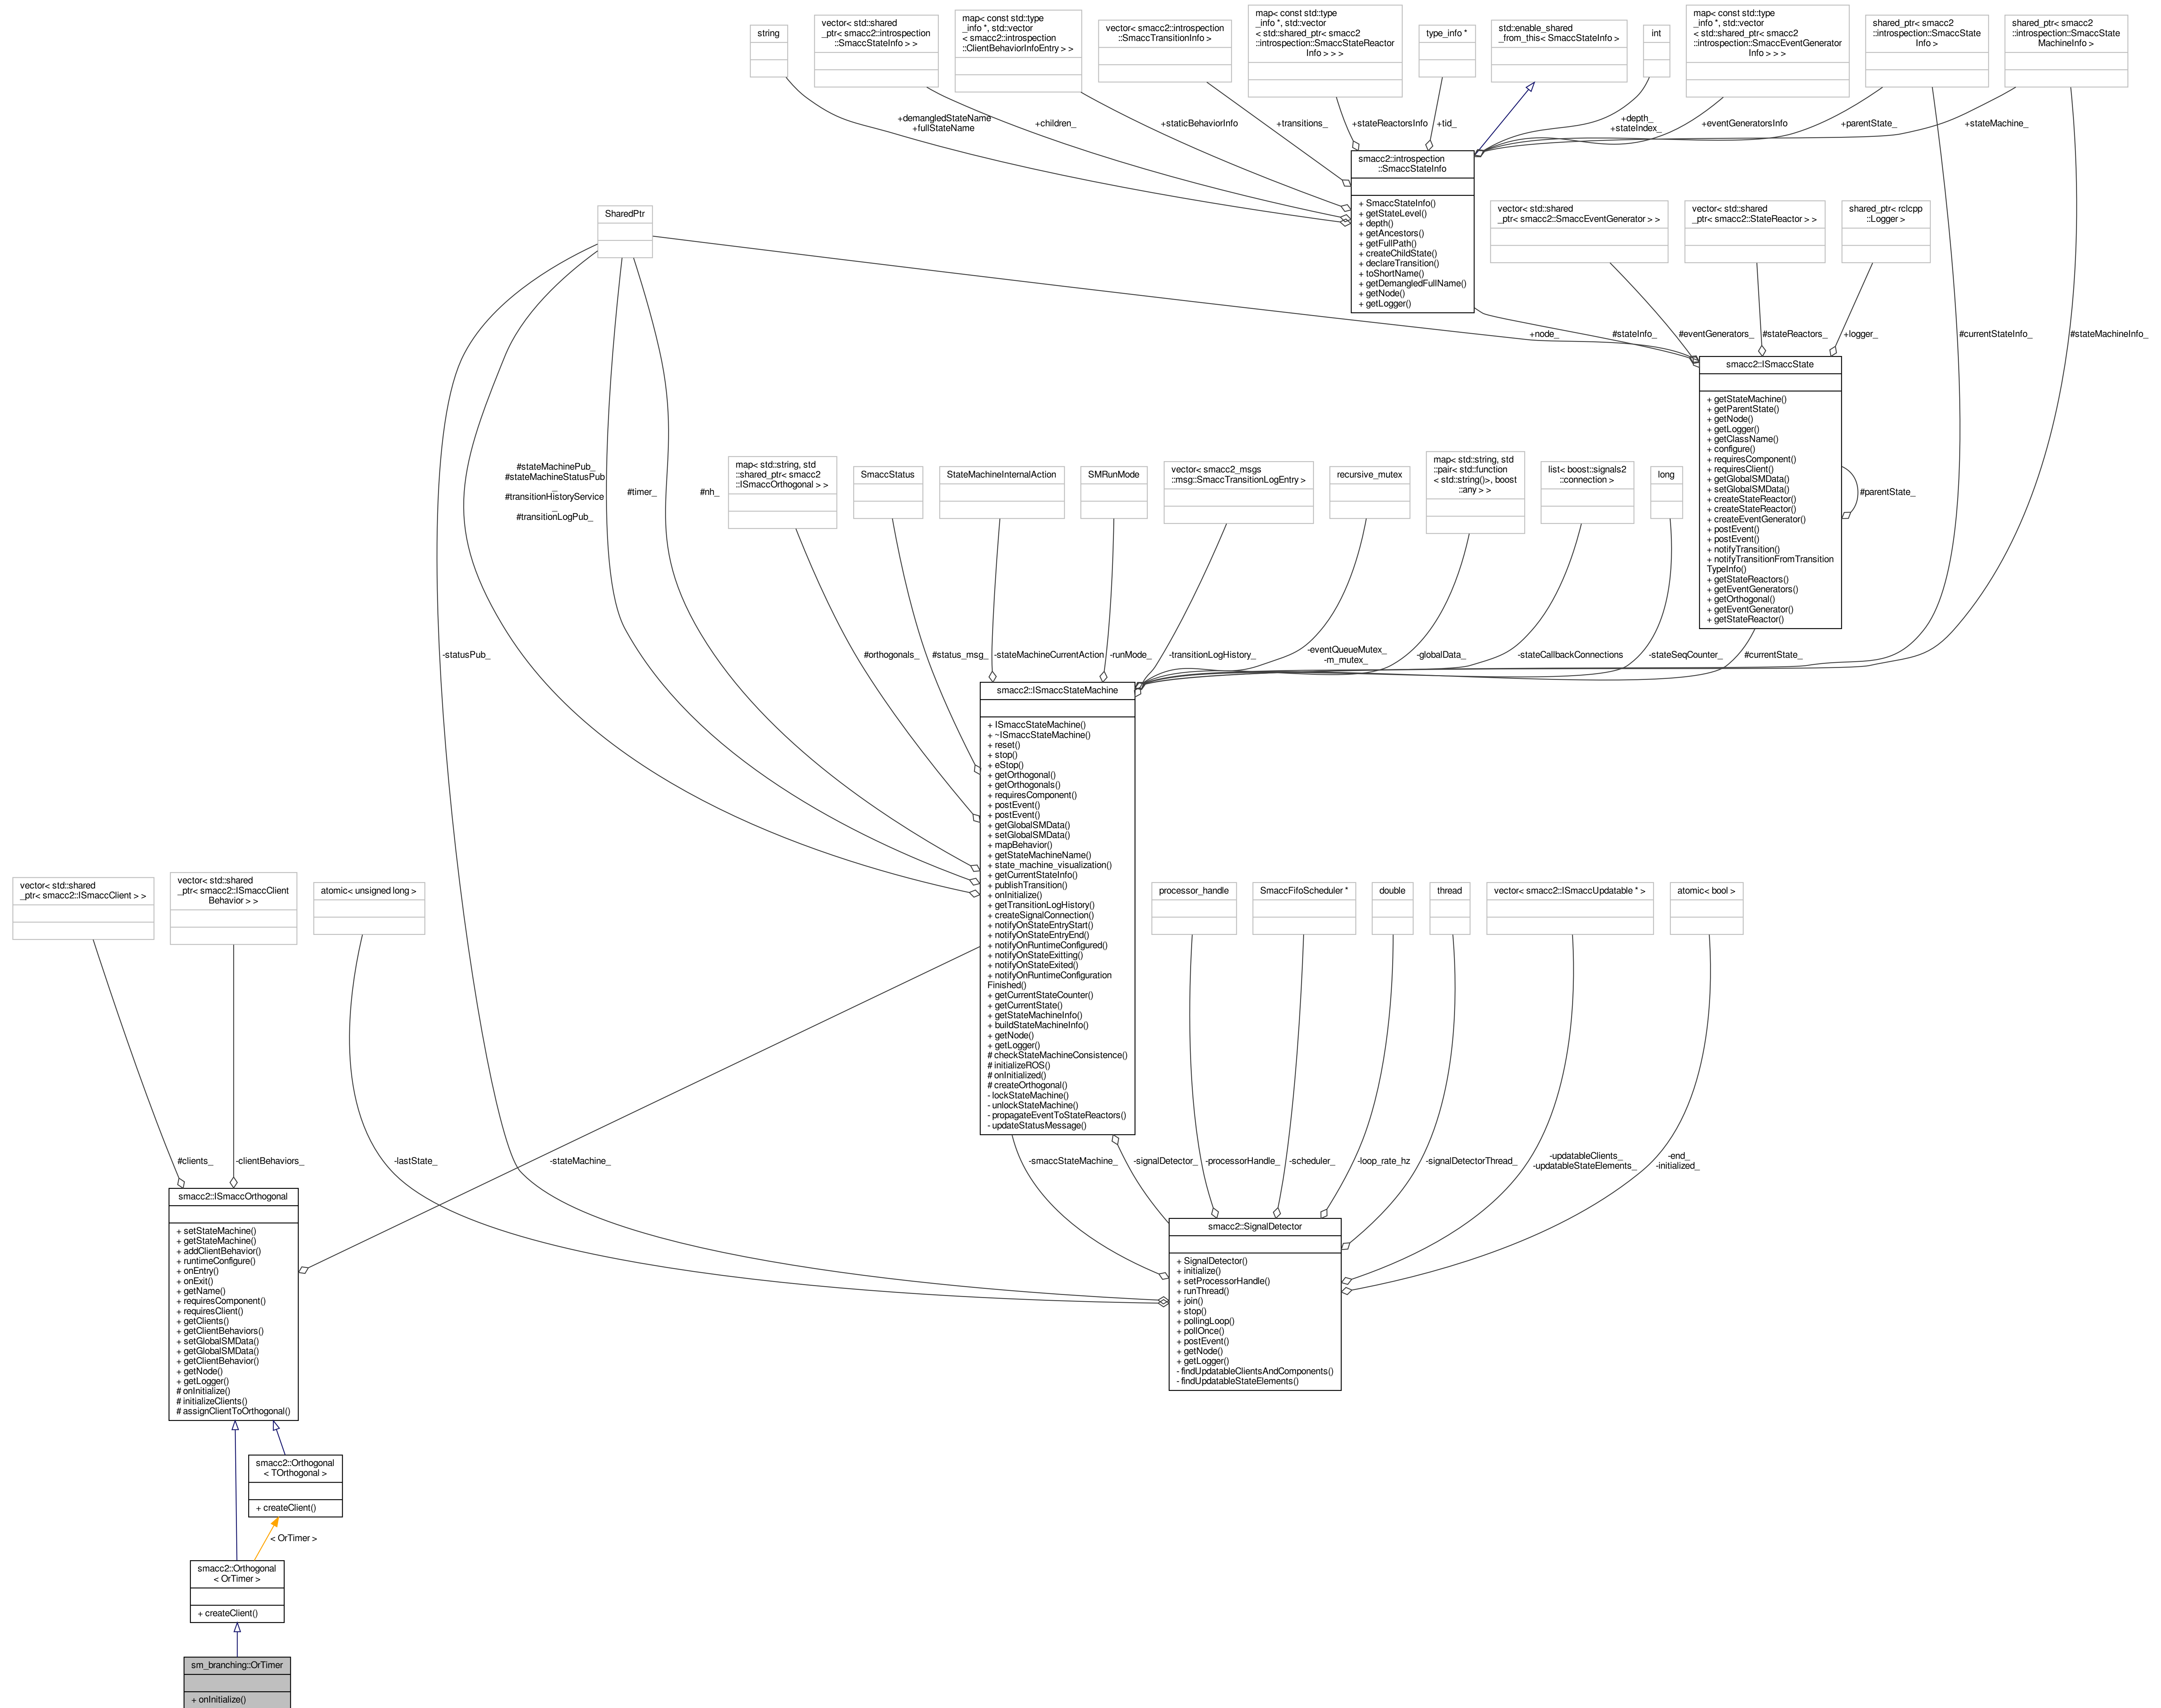 string
vector< std::shared
_ptr< smacc2::introspection
::SmaccStateInfo > >
map< const std::type
_info *, std::vector
< smacc2::introspection
::ClientBehaviorInfoEntry > >
vector< smacc2::introspection
::SmaccTransitionInfo >
map< const std::type
_info *, std::vector
< std::shared_ptr< smacc2
::introspection::SmaccStateReactor
Info > > >
type_info *
std::enable_shared
_from_this< SmaccStateInfo >
int
map< const std::type
_info *, std::vector
< std::shared_ptr< smacc2
::introspection::SmaccEventGenerator
Info > > >
shared_ptr< smacc2
::introspection::SmaccState
Info >
shared_ptr< smacc2
::introspection::SmaccState
MachineInfo >
+demangledStateName
+fullStateName
+children_
+staticBehaviorInfo
+transitions_
+stateReactorsInfo
+tid_
+depth_
+stateIndex_
+eventGeneratorsInfo
+parentState_
+stateMachine_
smacc2::introspection
::SmaccStateInfo
+ SmaccStateInfo()
+ getStateLevel()
+ depth()
+ getAncestors()
+ getFullPath()
+ createChildState()
+ declareTransition()
+ toShortName()
+ getDemangledFullName()
+ getNode()
+ getLogger()
SharedPtr
vector< std::shared
_ptr< smacc2::SmaccEventGenerator > >
vector< std::shared
_ptr< smacc2::StateReactor > >
shared_ptr< rclcpp
::Logger >
+node_
#stateInfo_
#eventGenerators_
#stateReactors_
+logger_
#currentStateInfo_
#stateMachineInfo_
smacc2::ISmaccState
+ getStateMachine()
+ getParentState()
+ getNode()
+ getLogger()
+ getClassName()
+ configure()
+ requiresComponent()
+ requiresClient()
+ getGlobalSMData()
+ setGlobalSMData()
+ createStateReactor()
+ createStateReactor()
+ createEventGenerator()
+ postEvent()
+ postEvent()
+ notifyTransition()
+ notifyTransitionFromTransition
TypeInfo()
+ getStateReactors()
+ getEventGenerators()
+ getOrthogonal()
+ getEventGenerator()
+ getStateReactor()
#parentState_
#stateMachinePub_
#stateMachineStatusPub
_
#transitionHistoryService
_
#transitionLogPub_
#timer_
#nh_
map< std::string, std
::shared_ptr< smacc2
::ISmaccOrthogonal > >
SmaccStatus
StateMachineInternalAction
SMRunMode
vector< smacc2_msgs
::msg::SmaccTransitionLogEntry >
recursive_mutex
map< std::string, std
::pair< std::function
< std::string()>, boost
::any > >
list< boost::signals2
::connection >
long
-statusPub_
#orthogonals_
#status_msg_
-stateMachineCurrentAction
-runMode_
-transitionLogHistory_
-eventQueueMutex_
-m_mutex_
-globalData_
-stateCallbackConnections
-stateSeqCounter_
#currentState_
smacc2::ISmaccStateMachine
+ ISmaccStateMachine()
+ ~ISmaccStateMachine()
+ reset()
+ stop()
+ eStop()
+ getOrthogonal()
+ getOrthogonals()
+ requiresComponent()
+ postEvent()
+ postEvent()
+ getGlobalSMData()
+ setGlobalSMData()
+ mapBehavior()
+ getStateMachineName()
+ state_machine_visualization()
+ getCurrentStateInfo()
+ publishTransition()
+ onInitialize()
+ getTransitionLogHistory()
+ createSignalConnection()
+ notifyOnStateEntryStart()
+ notifyOnStateEntryEnd()
+ notifyOnRuntimeConfigured()
+ notifyOnStateExitting()
+ notifyOnStateExited()
+ notifyOnRuntimeConfiguration
Finished()
+ getCurrentStateCounter()
+ getCurrentState()
+ getStateMachineInfo()
+ buildStateMachineInfo()
+ getNode()
+ getLogger()
# checkStateMachineConsistence()
# initializeROS()
# onInitialized()
# createOrthogonal()
- lockStateMachine()
- unlockStateMachine()
- propagateEventToStateReactors()
- updateStatusMessage()
vector< std::shared
_ptr< smacc2::ISmaccClient > >
vector< std::shared
_ptr< smacc2::ISmaccClient
Behavior > >
atomic< unsigned long >
processor_handle
SmaccFifoScheduler *
double
thread
vector< smacc2::ISmaccUpdatable * >
atomic< bool >
#clients_
-clientBehaviors_
-lastState_
-stateMachine_
-smaccStateMachine_
-signalDetector_
-processorHandle_
-scheduler_
-loop_rate_hz
-signalDetectorThread_
-updatableClients_
-updatableStateElements_
-end_
-initialized_
smacc2::ISmaccOrthogonal
+ setStateMachine()
+ getStateMachine()
+ addClientBehavior()
+ runtimeConfigure()
+ onEntry()
+ onExit()
+ getName()
+ requiresComponent()
+ requiresClient()
+ getClients()
+ getClientBehaviors()
+ setGlobalSMData()
+ getGlobalSMData()
+ getClientBehavior()
+ getNode()
+ getLogger()
# onInitialize()
# initializeClients()
# assignClientToOrthogonal()
smacc2::SignalDetector
+ SignalDetector()
+ initialize()
+ setProcessorHandle()
+ runThread()
+ join()
+ stop()
+ pollingLoop()
+ pollOnce()
+ postEvent()
+ getNode()
+ getLogger()
- findUpdatableClientsAndComponents()
- findUpdatableStateElements()
smacc2::Orthogonal
< TOrthogonal >
+ createClient()
< OrTimer >
smacc2::Orthogonal
< OrTimer >
+ createClient()
sm_branching::OrTimer
+ onInitialize()